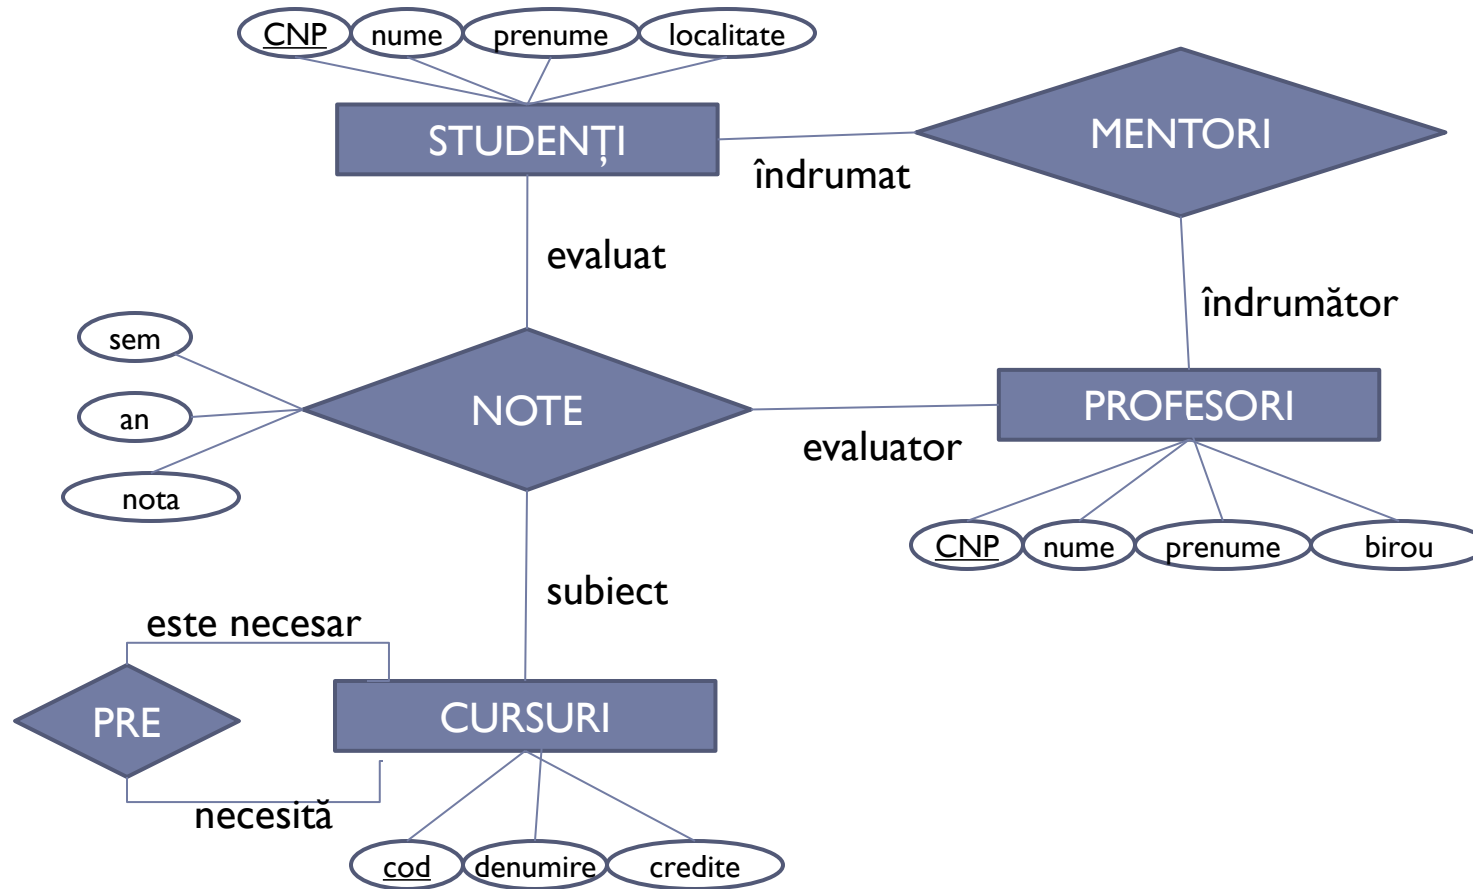 CNP
nume
prenume
localitate
STUDENȚI
MENTORI
îndrumat
evaluat
îndrumător
sem
an
nota
NOTE
PROFESORI
evaluator
CNP
nume
prenume
birou
subiect
este necesar
PRE
CURSURI
necesită
cod
denumire
credite